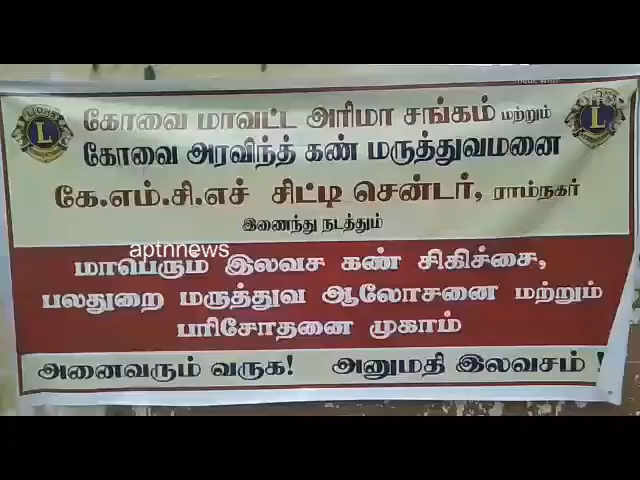 கோவை மாவட்ட அரிமா சங்கம் மற்றும்
கோவை அரவிந்த் கண் மருத்துவமனை
கே.எம்.சி.எச் சிட்டி சென்டர், ராம்நகர்
இணைந்து நடத்தும்
aptnnews
மாபெரும் இலவச கண் சிகிச்சை,
பலதுறை மருத்துவ ஆலோசனை மற்றும்
பரிசோதனை முகாம்
அனைவரும் வருக! அனுமதி இலவசம் !
LIONS
L
L